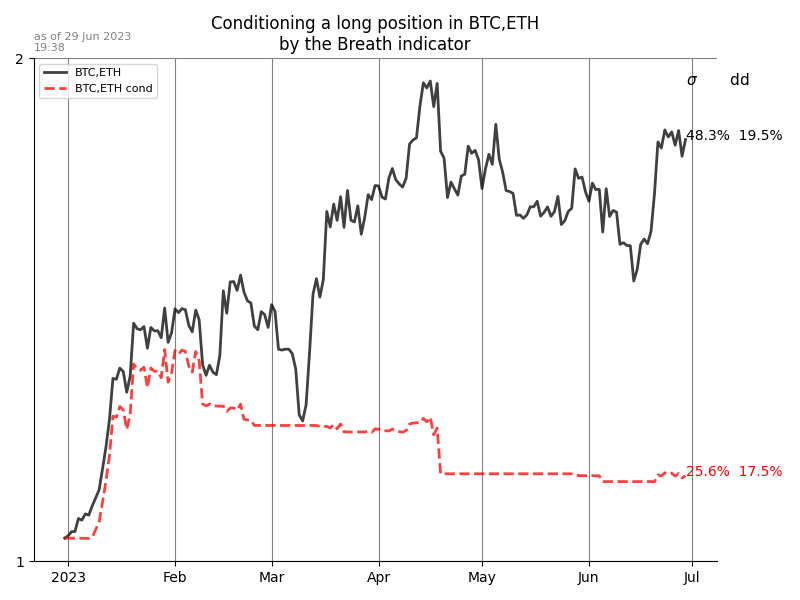 Conditioning a long position in BTC,ETH
by the Breath indicator
as of 29 Jun 2023
19:38
2
BTC,ETH
BTC,ETH cond
σ dd
48.3% 19.5%
25.6% 17.5%
1
2023 Feb Mar Apr May Jun Jul